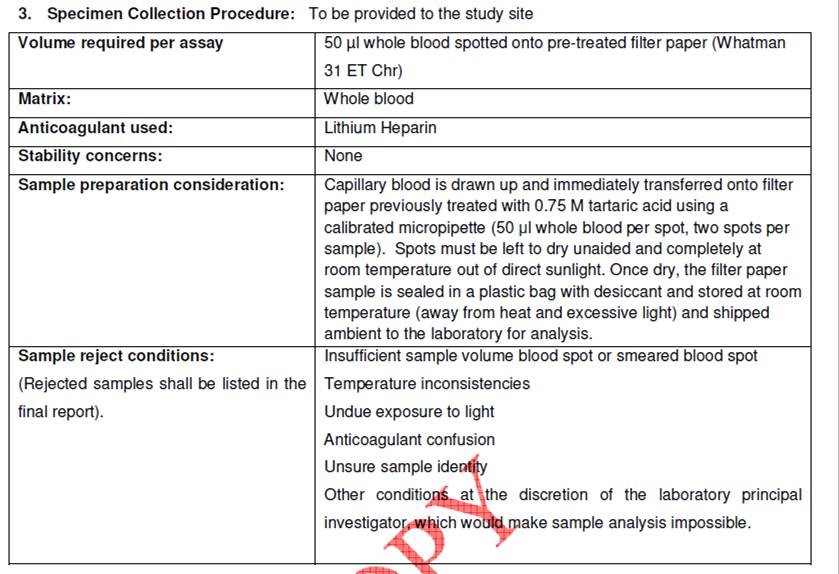 3. Specimen Collection Procedure: To be provided to the study site
Volume required per assay
50 µl whole blood spotted onto pre-treated filter paper (Whatman
31 ET Chr)
Matrix:
Whole blood
Anticoagulant used:
Lithium Heparin
Stability concerns:
None
Sample preparation consideration:
Capillary blood is drawn up and immediately transferred onto filter
paper previously treated with 0.75 M tartaric acid using a
calibrated micropipette (50 µl whole blood per spot, two spots per
sample). Spots must be left to dry unaided and completely at
room temperature out of direct sunlight. Once dry, the filter paper
sample is sealed in a plastic bag with desiccant and stored at room
temperature (away from heat and excessive light) and shipped
ambient to the laboratory for analysis.
Sample reject conditions:
(Rejected samples shall be listed in the
final report).
Insufficient sample volume blood spot or smeared blood spot
Temperature inconsistencies
Undue exposure to light
Anticoagulant confusion
Unsure sample identity
Other conditions at the discretion of the laboratory principal
investigator, which would make sample analysis impossible.
OPY